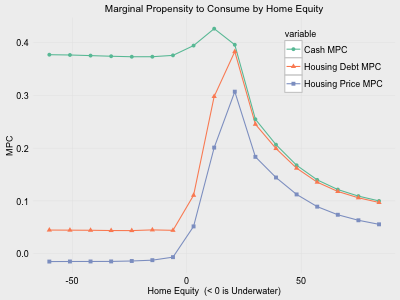 Marginal Propensity to Consume by Home Equity
variable
Cash MPC
Housing Debt MPC
Housing Price MPC
MPC
0.4
0.3
0.2
0.1
0.0
-50
0
50
Home Equity (< 0 is Underwater)